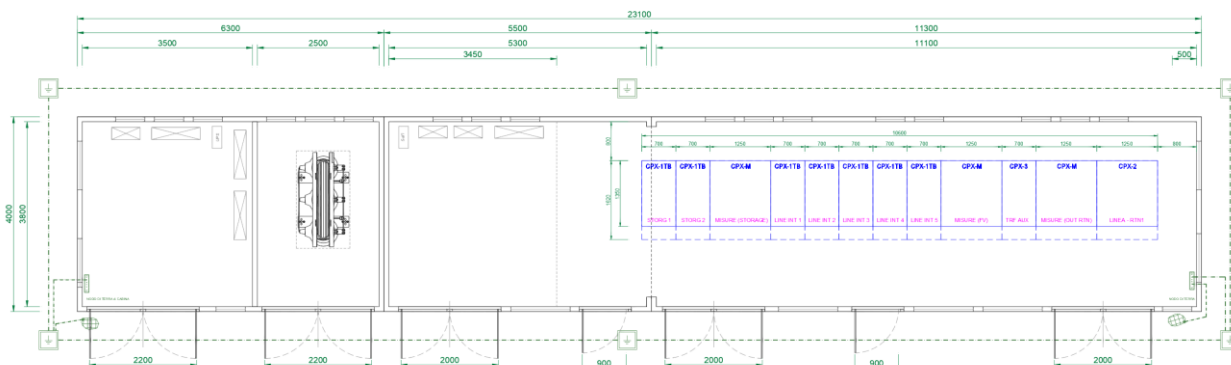 23100
6300
5500
11300
3500
2500
5300
11100
3450
500
10600
700
700
1250
700
700
700
700
700
1250
700
1250
1250
800
4000
3800
1250
CPX-1TB
CPX-1TB
CPX-M
CPX-1TB
CPX-1TB
CPX-1TB
CPX-1TB
CPX-1TB
CPX-M
CPX-3
CPX-M
CPX-2
STORG 1
STORG 2
MISURE (STORAGE)
LINE INT 1
LINE INT 2
LINE INT 3
LINE INT 4
LINE INT 5
MISURE (PV)
TRF AUX
MISURE (OUT RTN)
2200
2200
2000
900
2000
900
2000